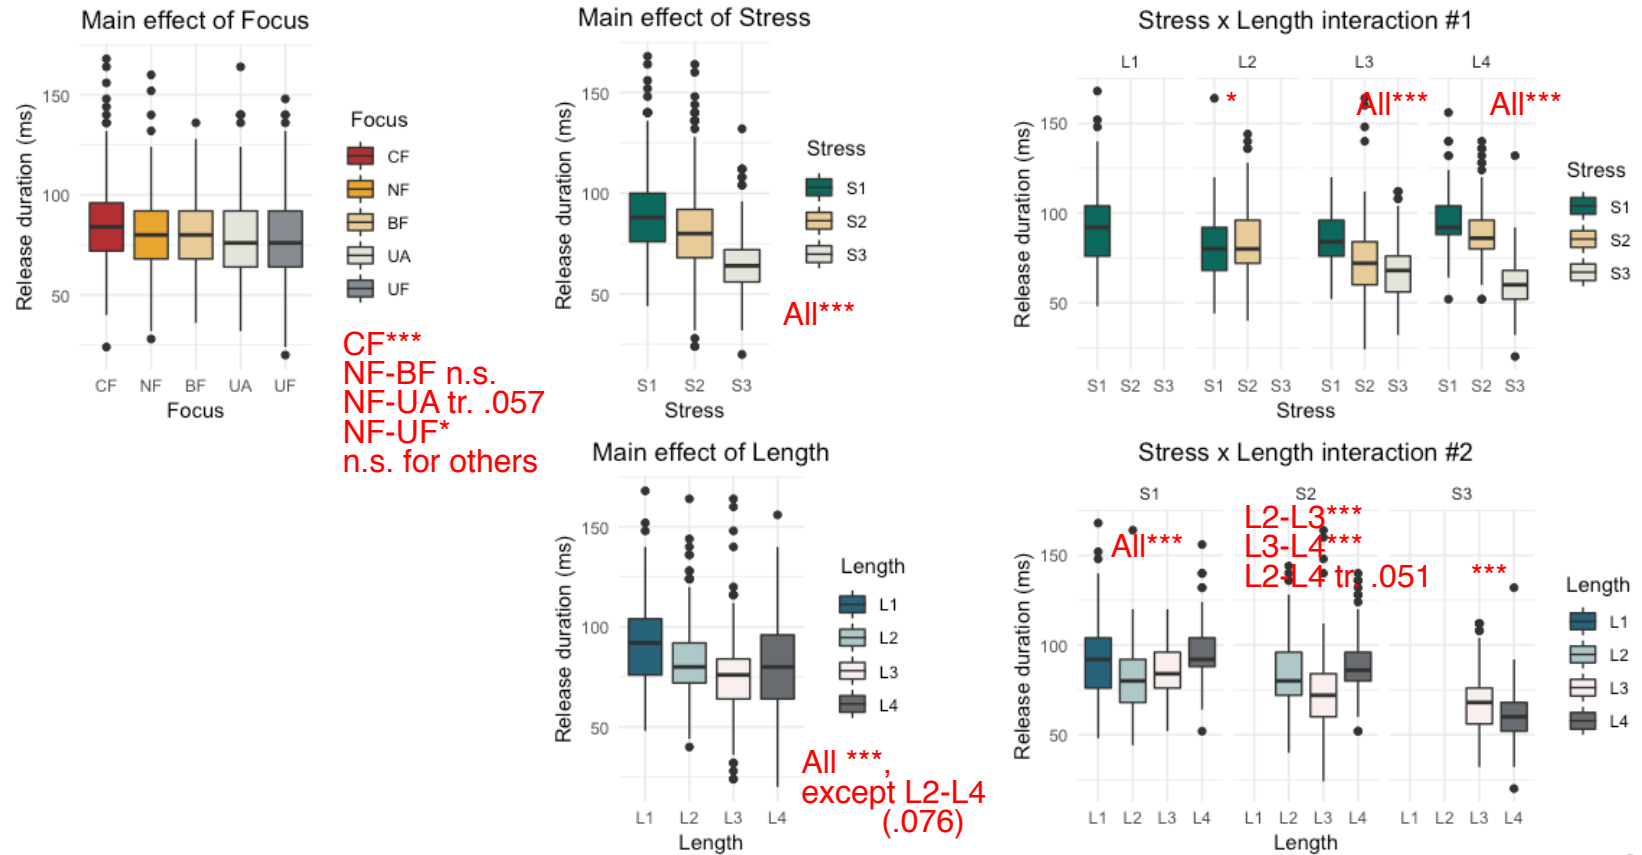 Main effect of Focus
Release duration (ms)
150
100
50
CF NF BF UA UF
Focus
Focus
CF
NF
BF
UA
UF
CF***
NF-BF n.s.
NF-UA tr. .057
NF-UF*
n.s. for others
Main effect of Stress
Release duration (ms)
150
100
50
S1 S2 S3
Stress
Stress
S1
S2
S3
All***
Stress x Length interaction #1
L1 L2 L3 L4
* All*** All***
Release duration (ms)
150
100
50
S1 S2 S3 S1 S2 S3 S1 S2 S3 S1 S2 S3
Stress
Stress
S1
S2
S3
Main effect of Length
Release duration (ms)
150
100
50
L1 L2 L3 L4
Length
Length
L1
L2
L3
L4
All ***,
except L2-L4
(.076)
Stress x Length interaction #2
S1 S2 S3
All***
L2-L3***
L3-L4***
L2-L4 tr. .051
***
Release duration (ms)
150
100
50
L1 L2 L3 L4 L1 L2 L3 L4 L1 L2 L3 L4
Length
Length
L1
L2
L3
L4